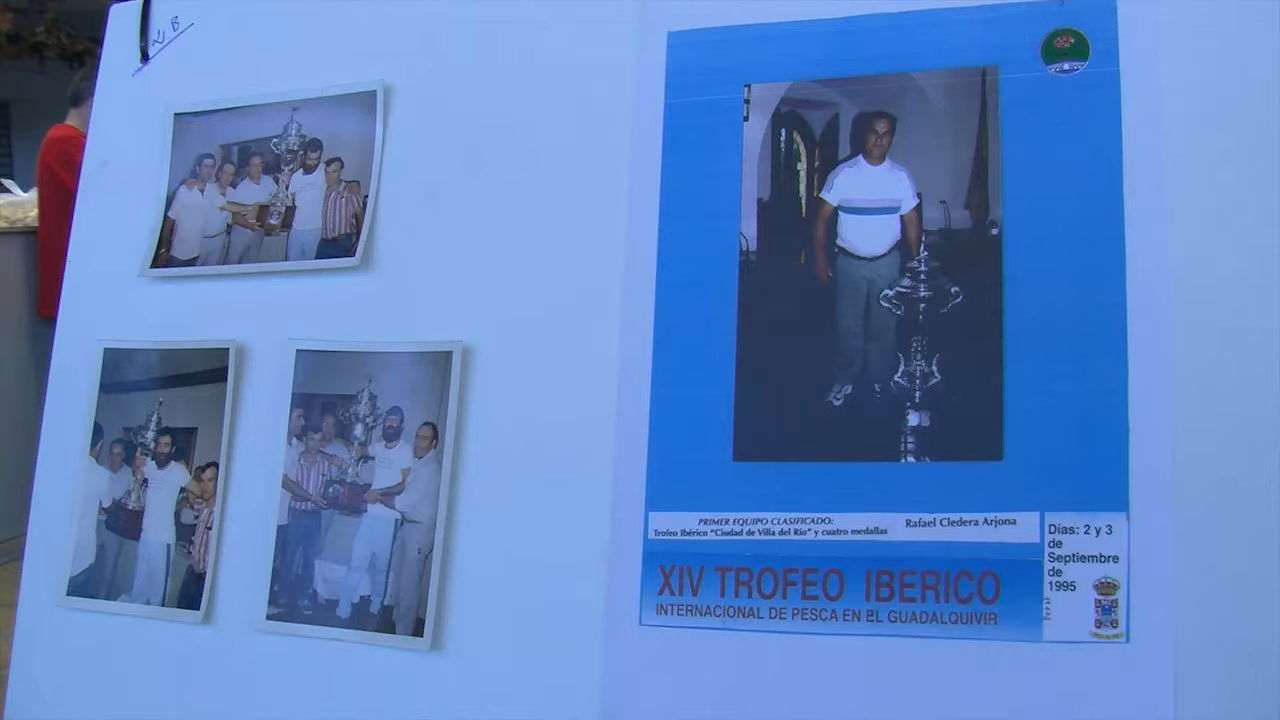 PRIMER EQUIPO CLASIFICADO:
Trofeo Ibérico "Ciudad de Villa del Río" y cuatro medallas
Rafael Cledera Arjona
Días: 2 y 3
de
Septiembre
de
1995
XIV TROFEO IBERICO
INTERNACIONAL DE PESCA EN EL GUADALQUIVIR